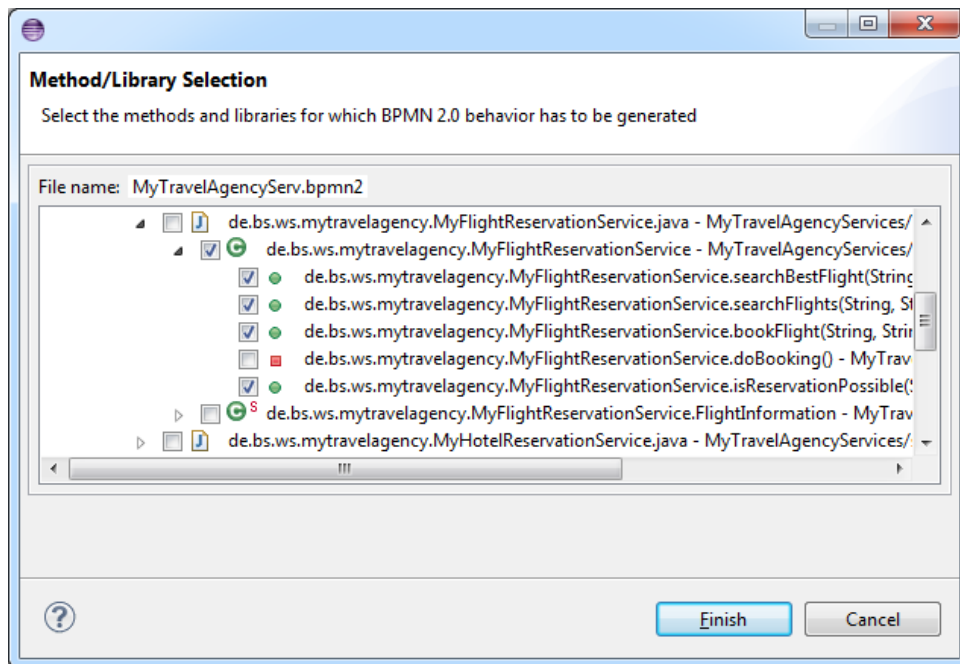 Method/Library Selection
Select the methods and libraries for which BPMN 2.0 behavior has to be generated
File name: MyTravelAgencyServ.bpmn2
J de.bs.ws.mytravelagency.MyFlightReservationService.java - MyTravelAgencyServices/
C de.bs.ws.mytravelagency.MyFlightReservationService - MyTravelAgencyServices/
de.bs.ws.mytravelagency.MyFlightReservationService.searchBestFlight(String
de.bs.ws.mytravelagency.MyFlightReservationService.searchFlights(String, St
de.bs.ws.mytravelagency.MyFlightReservationService.bookFlight(String, Strin
de.bs.ws.mytravelagency.MyFlightReservationService.doBooking() - MyTrav
de.bs.ws.mytravelagency.MyFlightReservationService.isReservationPossible(S
C S de.bs.ws.mytravelagency.MyFlightReservationService.FlightInformation - MyTrav
J de.bs.ws.mytravelagency.MyHotelReservationService.java - MyTravelAgencyServices/
? Finish Cancel